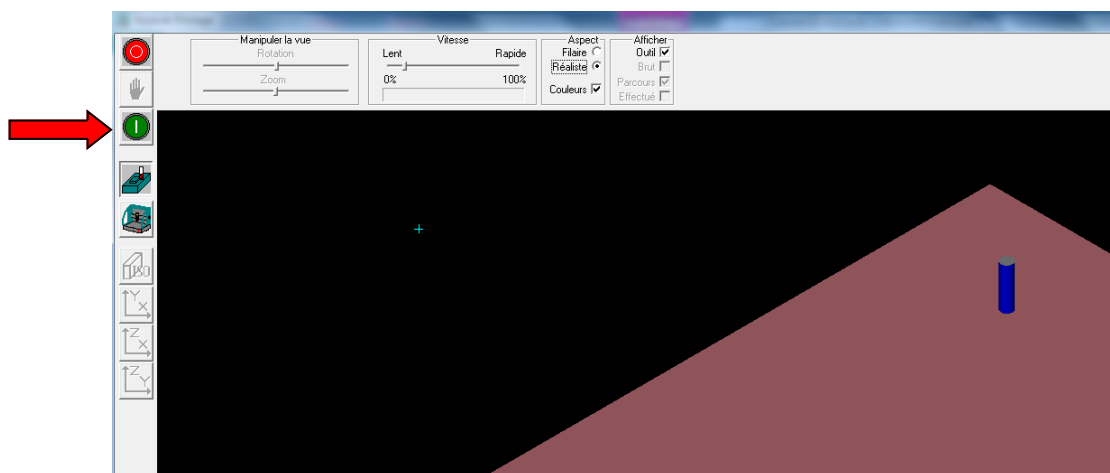 Manipuler la vue
Rotation
Zoom
Vitesse
Lent Rapide
0% 100%
Aspect
Filaire
Réaliste
Couleurs
Afficher
Outil
Brut
Parcours
Effectué
ISO
Y X
Z X
Z Y